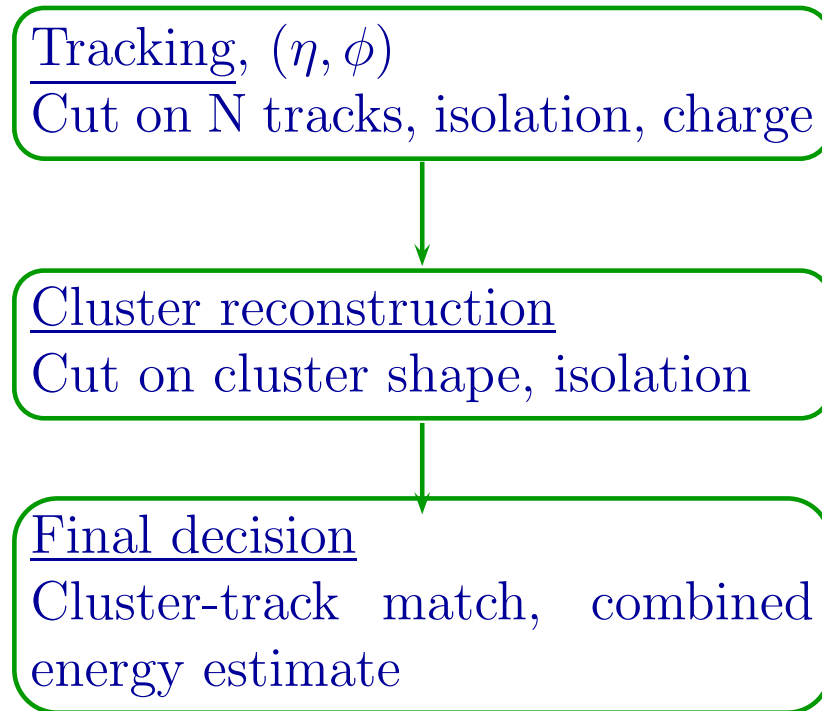 Tracking, (η, ϕ)
Cut on N tracks, isolation, charge
Cluster reconstruction
Cut on cluster shape, isolation
Final decision
Cluster-track match, combined
energy estimate